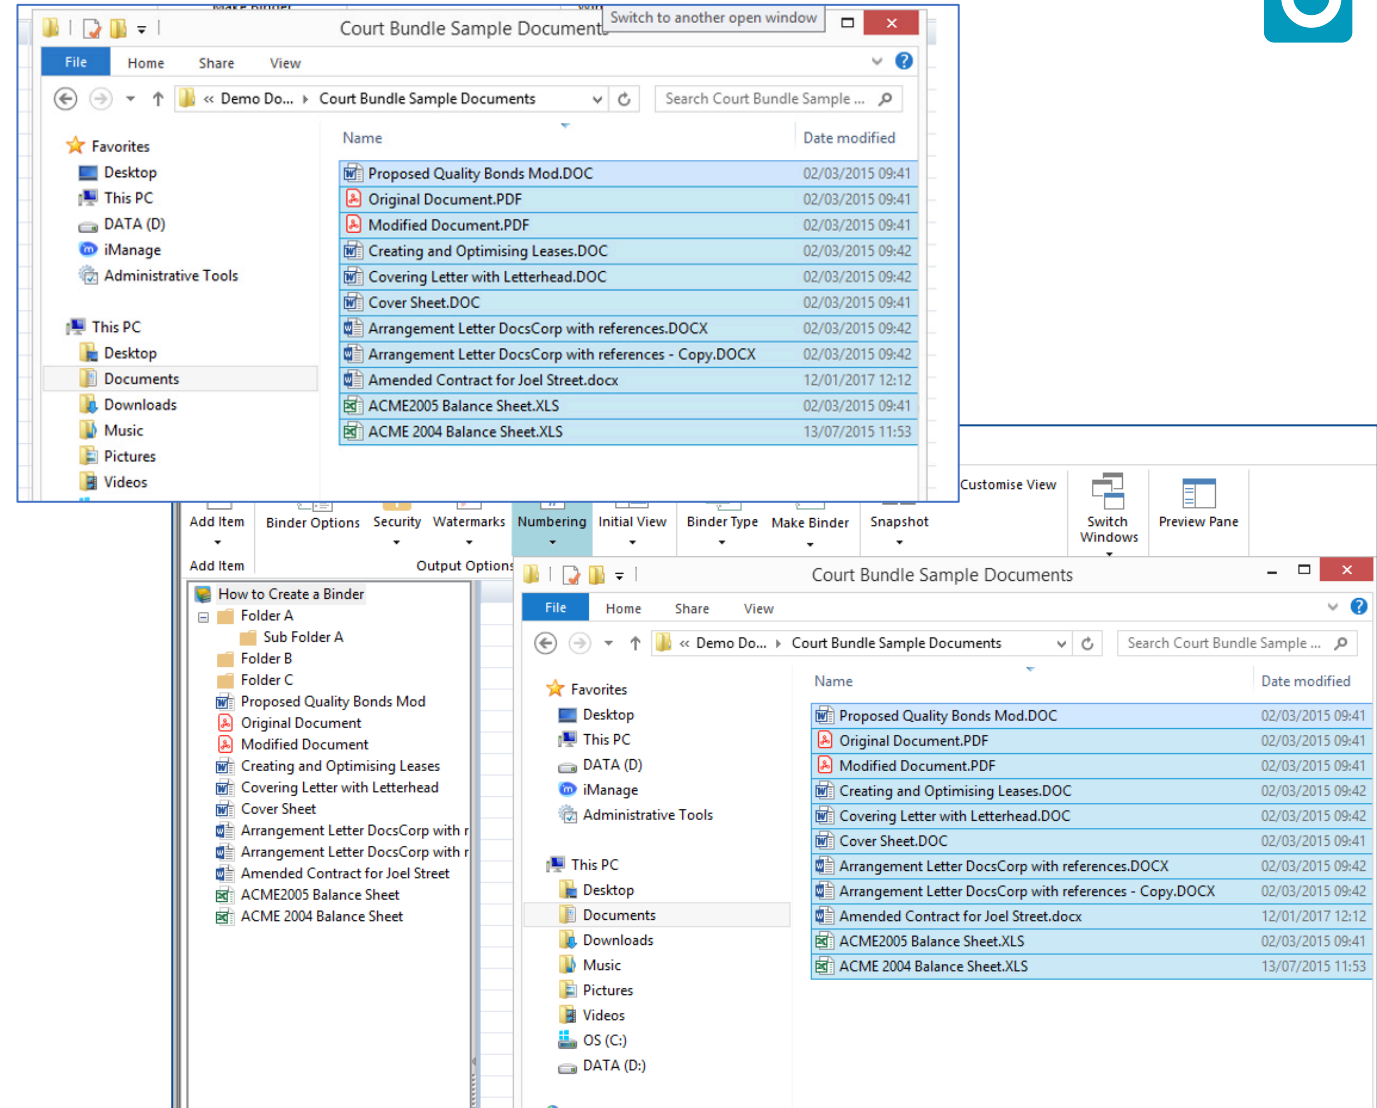 Court Bundle Sample Documents
Switch to another open window
File Home Share View
« Demo Do... Court Bundle Sample Documents Search Court Bundle Sample ...
Name Date modified
Favorites
Desktop
This PC
DATA (D)
iManage
Administrative Tools
This PC
Desktop
Documents
Downloads
Music
Pictures
Videos
Proposed Quality Bonds Mod.DOC 02/03/2015 09:41
Original Document.PDF 02/03/2015 09:41
Modified Document.PDF 02/03/2015 09:41
Creating and Optimising Leases.DOC 02/03/2015 09:42
Covering Letter with Letterhead.DOC 02/03/2015 09:42
Cover Sheet.DOC 02/03/2015 09:41
Arrangement Letter DocsCorp with references.DOCX 02/03/2015 09:42
Arrangement Letter DocsCorp with references - Copy.DOCX 02/03/2015 09:42
Amended Contract for Joel Street.docx 12/01/2017 12:12
ACME2005 Balance Sheet.XLS 02/03/2015 09:41
ACME 2004 Balance Sheet.XLS 13/07/2015 11:53
Customise View
Add Item Binder Options Security Watermarks Numbering Initial View Binder Type Make Binder Snapshot Switch Windows Preview Pane
Add Item Output Options
How to Create a Binder
Folder A
Sub Folder A
Folder B
Folder C
Proposed Quality Bonds Mod
Original Document
Modified Document
Creating and Optimising Leases
Covering Letter with Letterhead
Cover Sheet
Arrangement Letter DocsCorp with r
Arrangement Letter DocsCorp with r
Amended Contract for Joel Street
ACME2005 Balance Sheet
ACME 2004 Balance Sheet
Court Bundle Sample Documents
File Home Share View
« Demo Do... Court Bundle Sample Documents Search Court Bundle Sample ...
Name Date modified
Favorites
Desktop
This PC
DATA (D)
iManage
Administrative Tools
This PC
Desktop
Documents
Downloads
Music
Pictures
Videos
OS (C:)
DATA (D:)
Proposed Quality Bonds Mod.DOC 02/03/2015 09:41
Original Document.PDF 02/03/2015 09:41
Modified Document.PDF 02/03/2015 09:41
Creating and Optimising Leases.DOC 02/03/2015 09:42
Covering Letter with Letterhead.DOC 02/03/2015 09:42
Cover Sheet.DOC 02/03/2015 09:41
Arrangement Letter DocsCorp with references.DOCX 02/03/2015 09:42
Arrangement Letter DocsCorp with references - Copy.DOCX 02/03/2015 09:42
Amended Contract for Joel Street.docx 12/01/2017 12:12
ACME2005 Balance Sheet.XLS 02/03/2015 09:41
ACME 2004 Balance Sheet.XLS 13/07/2015 11:53